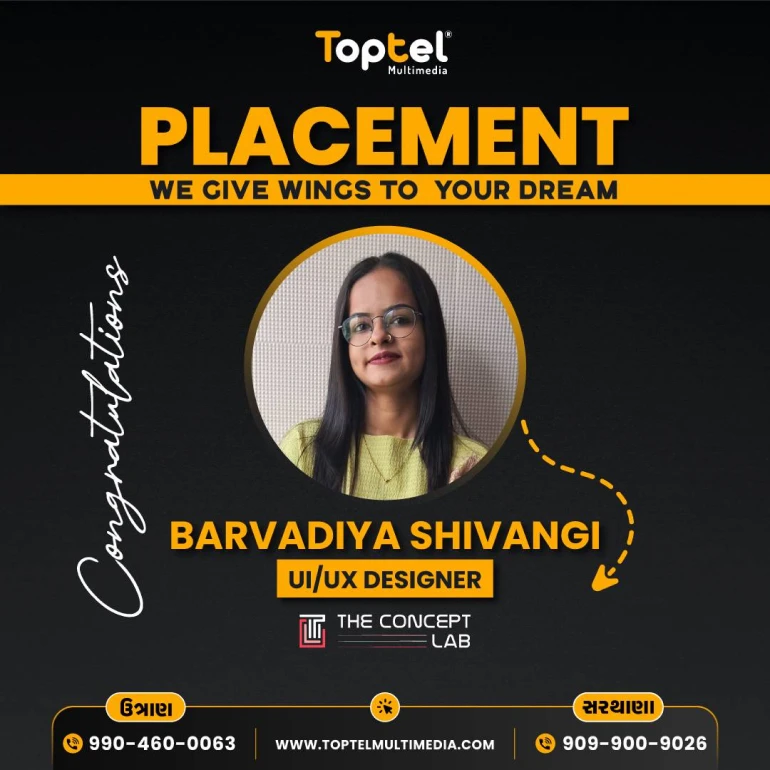 Toptel®
Multimedia
PLACEMENT
WE GIVE WINGS TO YOUR DREAM
Congratulations
BARVADIYA SHIVANGI
UI/UX DESIGNER
THE CONCEPT
LAB
ઉત્રાણ
સરથાણા
990-460-0063
WWW.TOPTELMULTIMEDIA.COM
909-900-9026